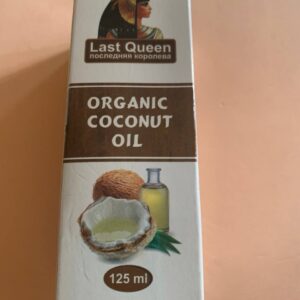 Last Queen
последняя королева
ORGANIC
COCONUT
OIL
125 ml